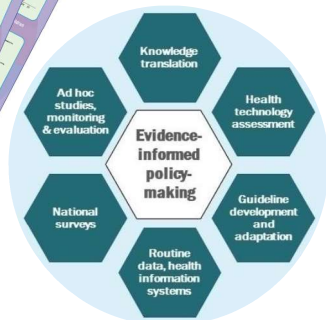 Knowledge
translation
Health
technology
assessment
Guideline
development
and
adaptation
Routine
data, health
information
systems
National
surveys
Ad hoc
studies,
monitoring
& evaluation
Evidence-
informed
policy-
making